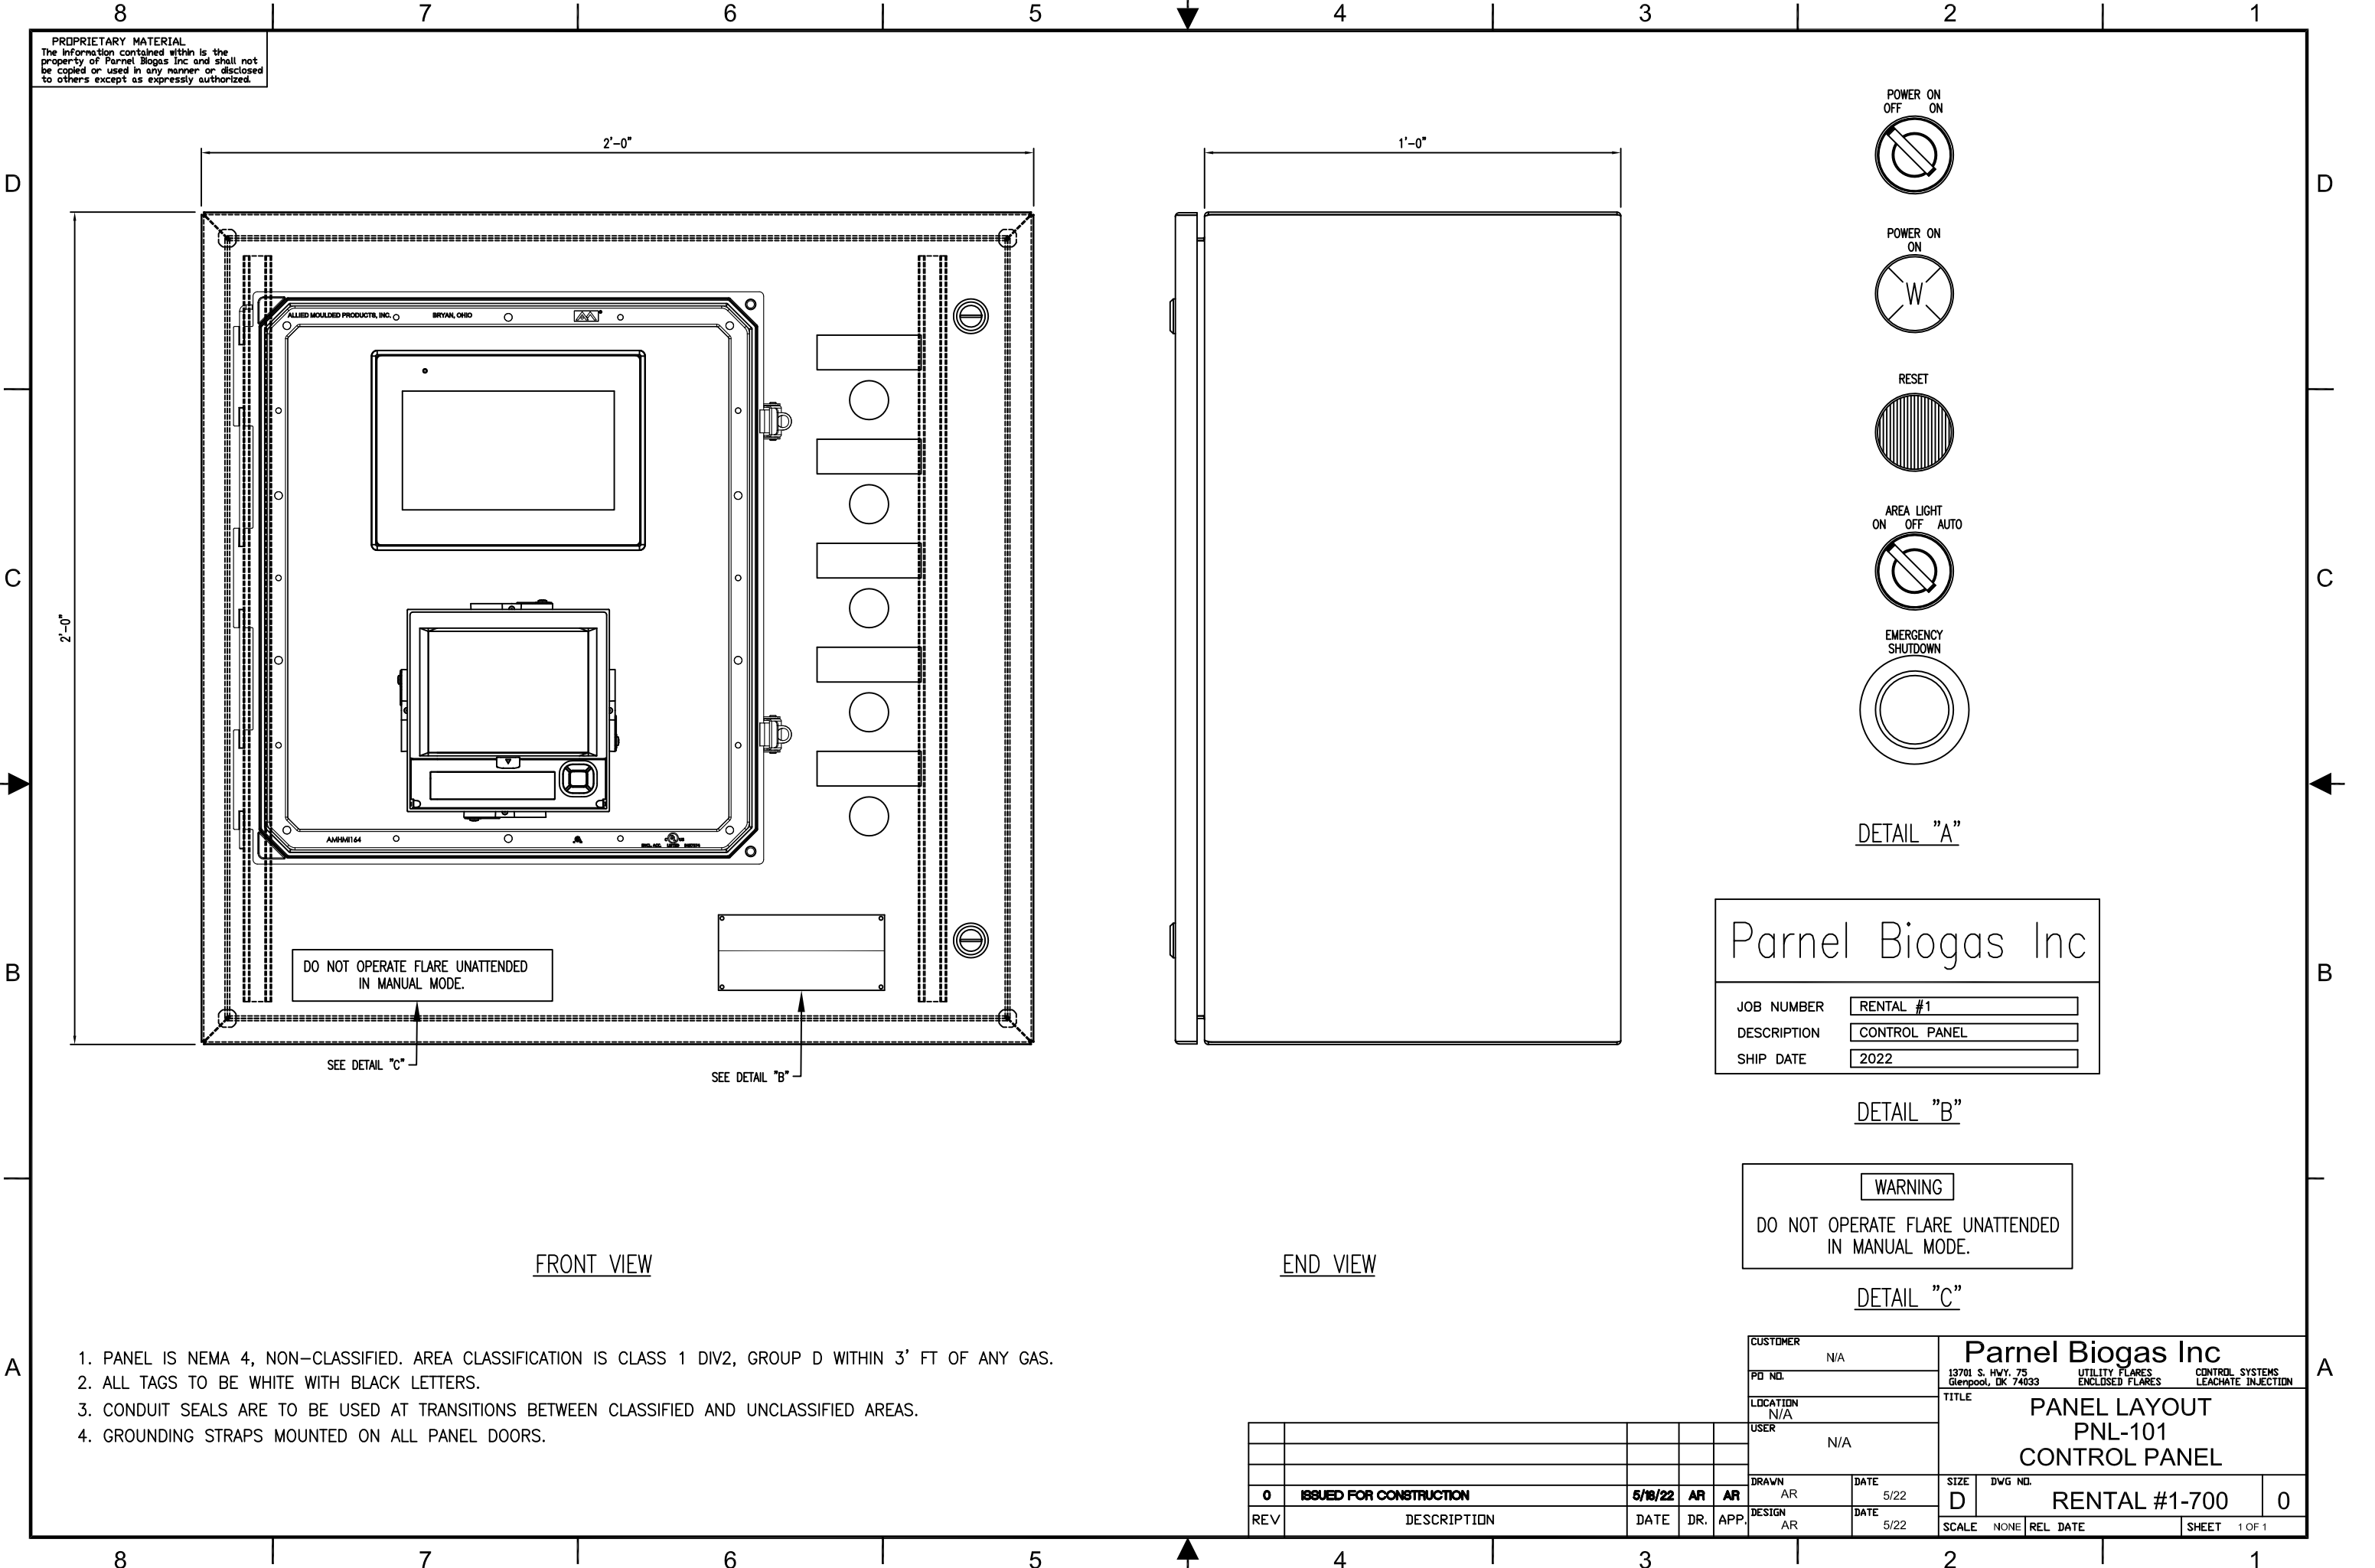 8 7 6 5 4 3 2 1
PROPRIETARY MATERIAL
The information contained within is the
property of Parnel Biogas Inc and shall not
be copied or used in any manner or disclosed
to others except as expressly authorized.
D
D
C
C
B
B
A
A
2'-0"
1'-0"
2'-0"
ALLIED MOULDED PRODUCTS, INC.
BRYAN, OHIO
AMHMI164
DO NOT OPERATE FLARE UNATTENDED
IN MANUAL MODE.
SEE DETAIL "C"
SEE DETAIL "B"
FRONT VIEW
END VIEW
POWER ON
OFF ON
POWER ON
ON
W
RESET
AREA LIGHT
ON OFF AUTO
EMERGENCY
SHUTDOWN
DETAIL "A"
Parnel Biogas Inc
JOB NUMBER RENTAL #1
DESCRIPTION CONTROL PANEL
SHIP DATE 2022
DETAIL "B"
WARNING
DO NOT OPERATE FLARE UNATTENDED
IN MANUAL MODE.
DETAIL "C"
1. PANEL IS NEMA 4, NON-CLASSIFIED. AREA CLASSIFICATION IS CLASS 1 DIV2, GROUP D WITHIN 3' FT OF ANY GAS.
2. ALL TAGS TO BE WHITE WITH BLACK LETTERS.
3. CONDUIT SEALS ARE TO BE USED AT TRANSITIONS BETWEEN CLASSIFIED AND UNCLASSIFIED AREAS.
4. GROUNDING STRAPS MOUNTED ON ALL PANEL DOORS.
0 ISSUED FOR CONSTRUCTION 5/18/22 AR AR
REV DESCRIPTION DATE DR. APP.
CUSTOMER
N/A
PO NO.
LOCATION
N/A
USER
N/A
DRAWN
AR
DATE
5/22
DESIGN
AR
DATE
5/22
Parnel Biogas Inc
13701 S. HWY. 75 UTILITY FLARES CONTROL SYSTEMS
Glenpool, OK 74033 ENCLOSED FLARES LEACHATE INJECTION
TITLE
PANEL LAYOUT
PNL-101
CONTROL PANEL
SIZE
D
DWG NO.
RENTAL #1-700
0
SCALE NONE REL DATE SHEET 1 OF 1
8 7 6 5 4 3 2 1